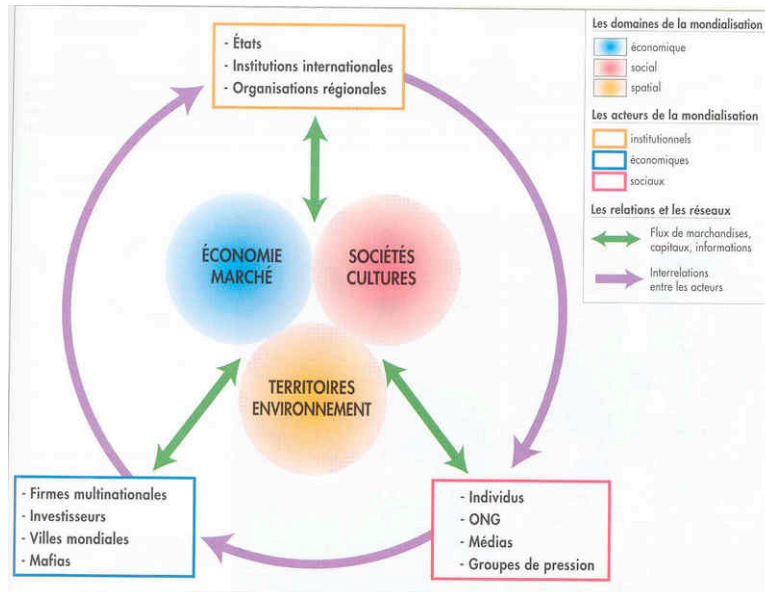 - États
- Institutions internationales
- Organisations régionales
ÉCONOMIE
MARCHÉ
SOCIÉTÉS
CULTURES
TERRITOIRES
ENVIRONNEMENT
- Firmes multinationales
- Investisseurs
- Villes mondiales
- Mafias
- Individus
- ONG
- Médias
- Groupes de pression
Les domaines de la mondialisation
économique
social
spatial
Les acteurs de la mondialisation
institutionnels
économiques
sociaux
Les relations et les réseaux
Flux de marchandises,
capitaux, informations
Interrelations
entre les acteurs